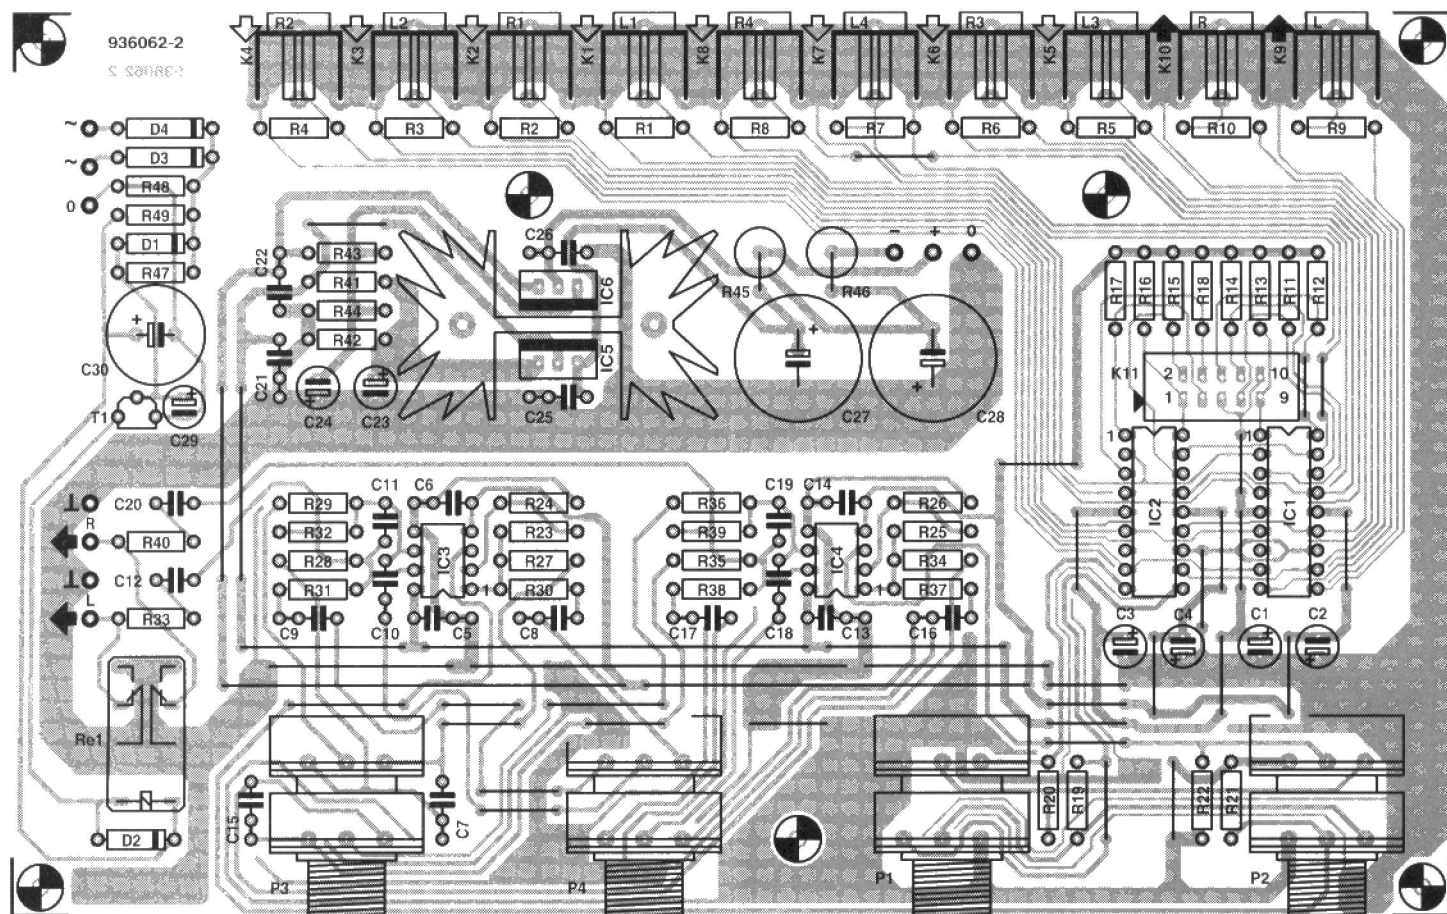 R2 L2 R1 L1 R4 L4 R3 L3 R L
K4 K3 K2 K1 K8 K7 K6 K5 K10 K9
936062-2
R4 R3 R2 R1 R8 R7 R6 R5 R10 R9
~ D4
~ D3
R48
0 R49
D1
R47
C30
T1
C29
C22 R43
R41
R44
R42
C21
C24 C23
C26
IC6
IC5
C25
R45 R46
- + 0
+ +
C27 C28
R17 R16 R15 R18 R14 R13 R11 R12
K11 2 10
1 9
1 IC2 1 IC1
C3 C4 C1 C2
⊥ C20
R R40
⊥ C12
L R33
R29 C11 C6 R24
R32 R23
R28 IC3 R27
R31 1 R30
C9 C10 C5 C8
R36 C19 C14 R26
R39 R25
R35 IC4 R34
R38 1 R37
C17 C18 C13 C16
Re1
D2
C15 C7
R20 R19 R22 R21
P3 P4 P1 P2